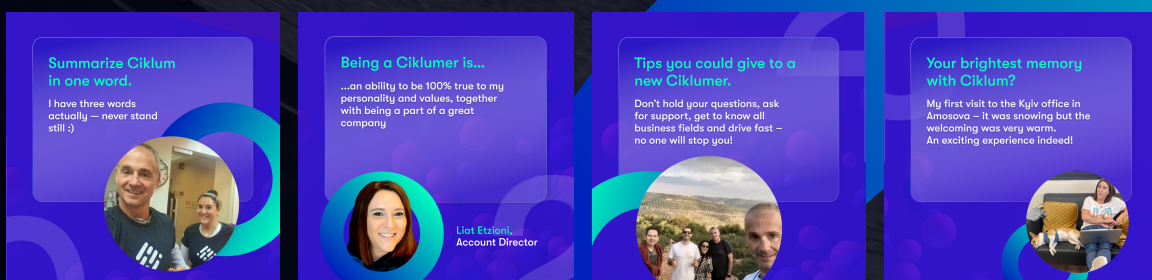 Summarize Ciklum
in one word.
I have three words
actually — never stand
still :)
Being a Ciklumer is...
...an ability to be 100% true to my
personality and values, together
with being a part of a great
company
Liat Etzioni,
Account Director
Tips you could give to a
new Ciklumer.
Don't hold your questions, ask
for support, get to know all
business fields and drive fast –
no one will stop you!
Your brightest memory
with Ciklum?
My first visit to the Kyiv office in
Amosova – it was snowing but the
welcoming was very warm.
An exciting experience indeed!